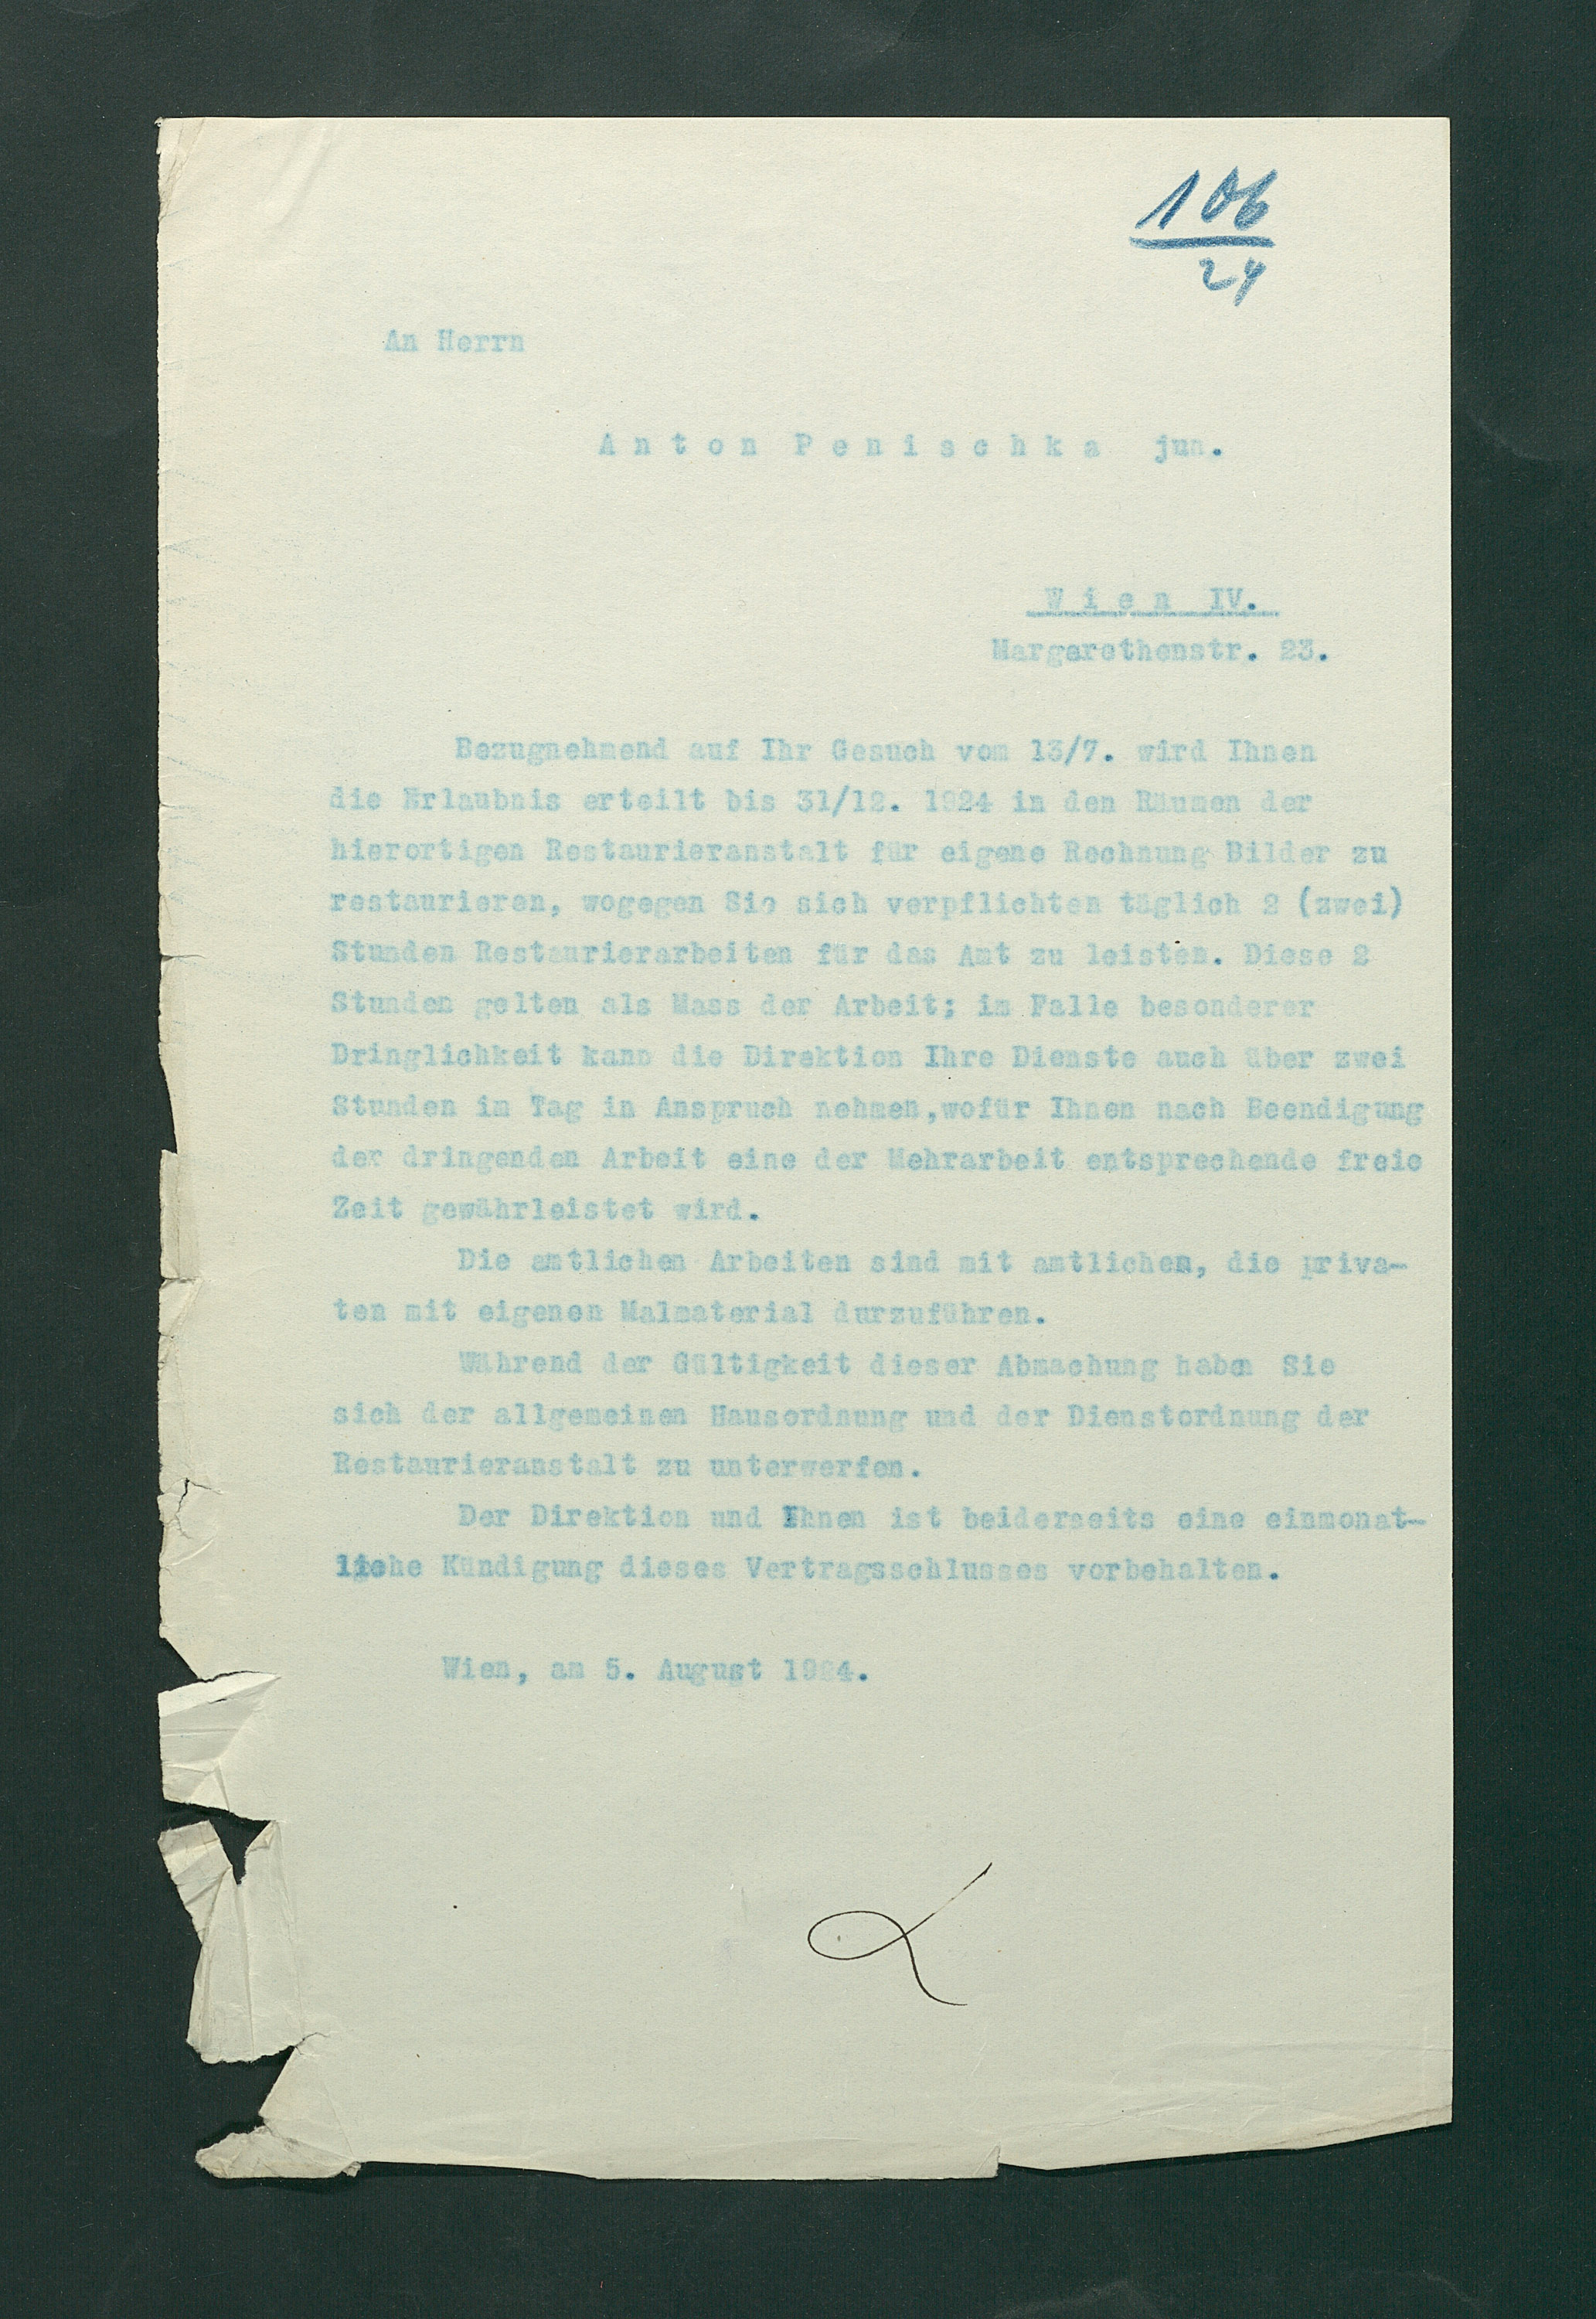 106
24
An Herrn
Anton Penischka jun.
Wien IV.
Margarethenstr. 23.
Bezugnehmend auf Ihr Gesuch vom 13/7. wird Ihnen
die Erlaubnis erteilt bis 31/12. 1924 in den Räumen der
hierortigen Restaurieranstalt für eigene Rechnung Bilder zu
restaurieren, wogegen Sie sich verpflichten täglich 2 (zwei)
Stunden Restaurierarbeiten für das Amt zu leisten. Diese 2
Stunden gelten als Mass der Arbeit; im Falle besonderer
Dringlichkeit kann die Direktion Ihre Dienste auch über zwei
Stunden im Tag in Anspruch nehmen,wofür Ihnen nach Beendigung
der dringenden Arbeit eine der Mehrarbeit entsprechende freie
Zeit gewährleistet wird.
Die amtlichen Arbeiten sind mit amtlichem, die priva-
ten mit eigenen Malmaterial durzuführen.
Während der Gültigkeit dieser Abmachung haben Sie
sich der allgemeinen Hausordnung und der Dienstordnung der
Restaurieranstalt zu unterwerfen.
Der Direktion und Ihnen ist beiderseits eine einmonat-
liche Kündigung dieses Vertragsschlusses vorbehalten.
Wien, am 5. August 1924.